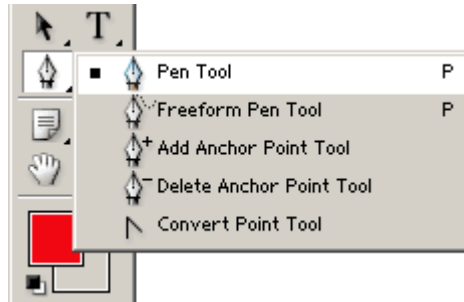 T
Pen Tool P
Freeform Pen Tool P
Add Anchor Point Tool
Delete Anchor Point Tool
Convert Point Tool